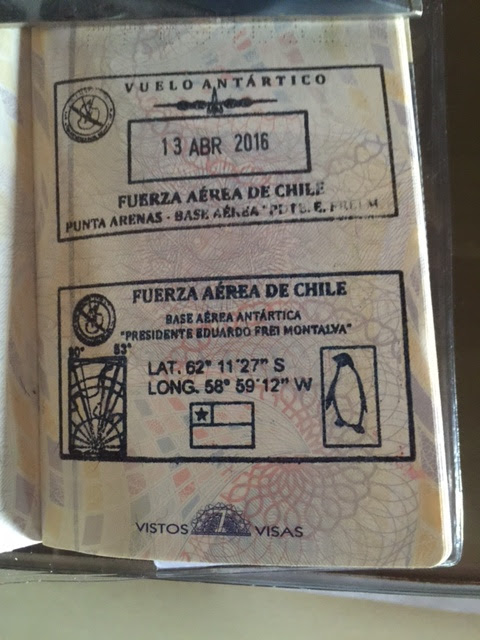 VUELO ANTÁRTICO
13 ABR 2016
FUERZA AÉREA DE CHILE
PUNTA ARENAS - BASE AÉREA "PDTE. E. FREI M.
FUERZA AÉREA DE CHILE
BASE AÉREA ANTÁRTICA
"PRESIDENTE EDUARDO FREI MONTALVA"
90° 53°
LAT. 62° 11'27" S
LONG. 58° 59'12" W
VISTOS 7 VISAS